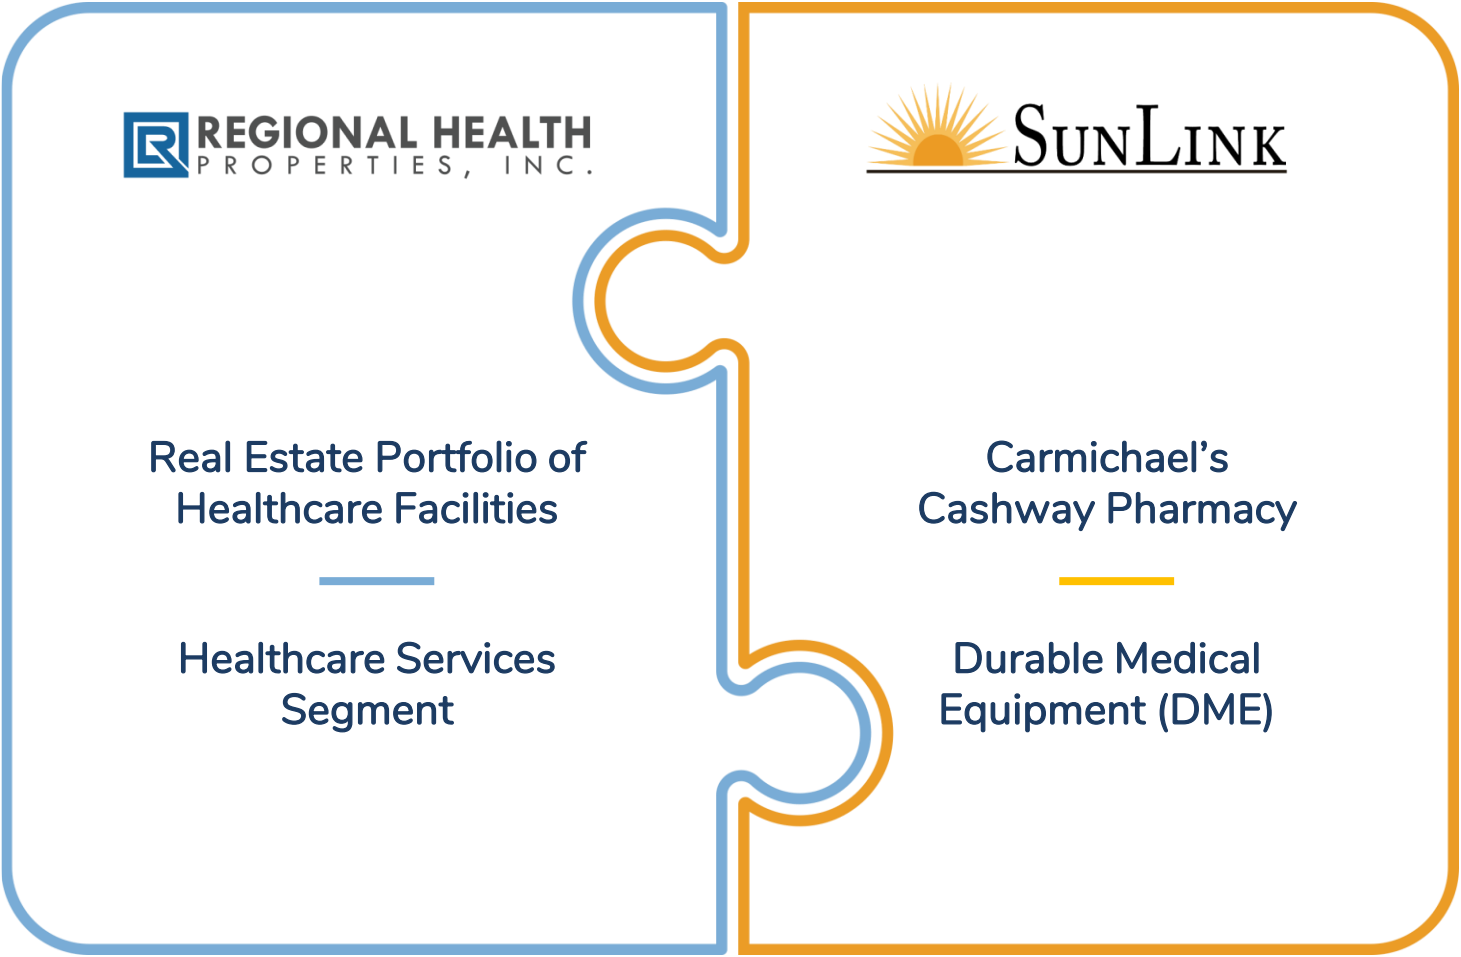 REGIONAL HEALTH
PROPERTIES, INC.
Real Estate Portfolio of
Healthcare Facilities
Healthcare Services
Segment
SUNLINK
Carmichael’s
Cashway Pharmacy
Durable Medical
Equipment (DME)